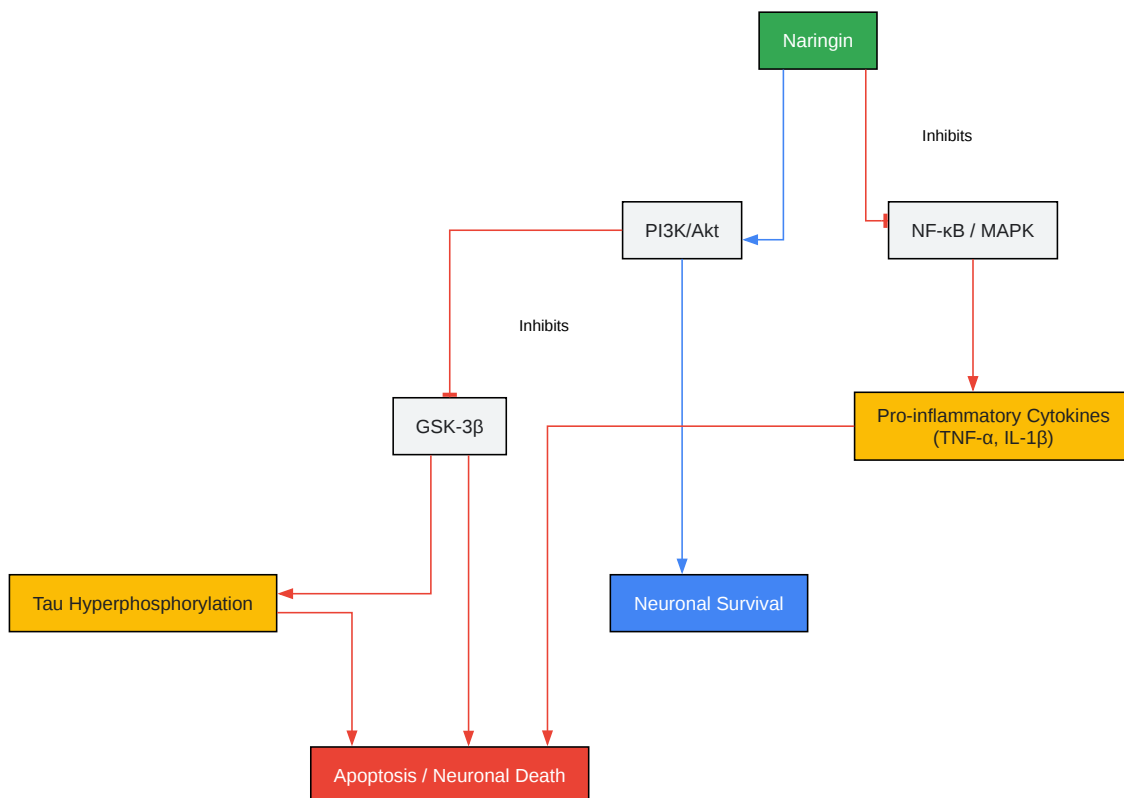 Naringin
Inhibits
PI3K/Akt
NF-κB / MAPK
Inhibits
Pro-inflammatory Cytokines
(TNF-α, IL-1β)
GSK-3β
Tau Hyperphosphorylation
Neuronal Survival
Apoptosis / Neuronal Death